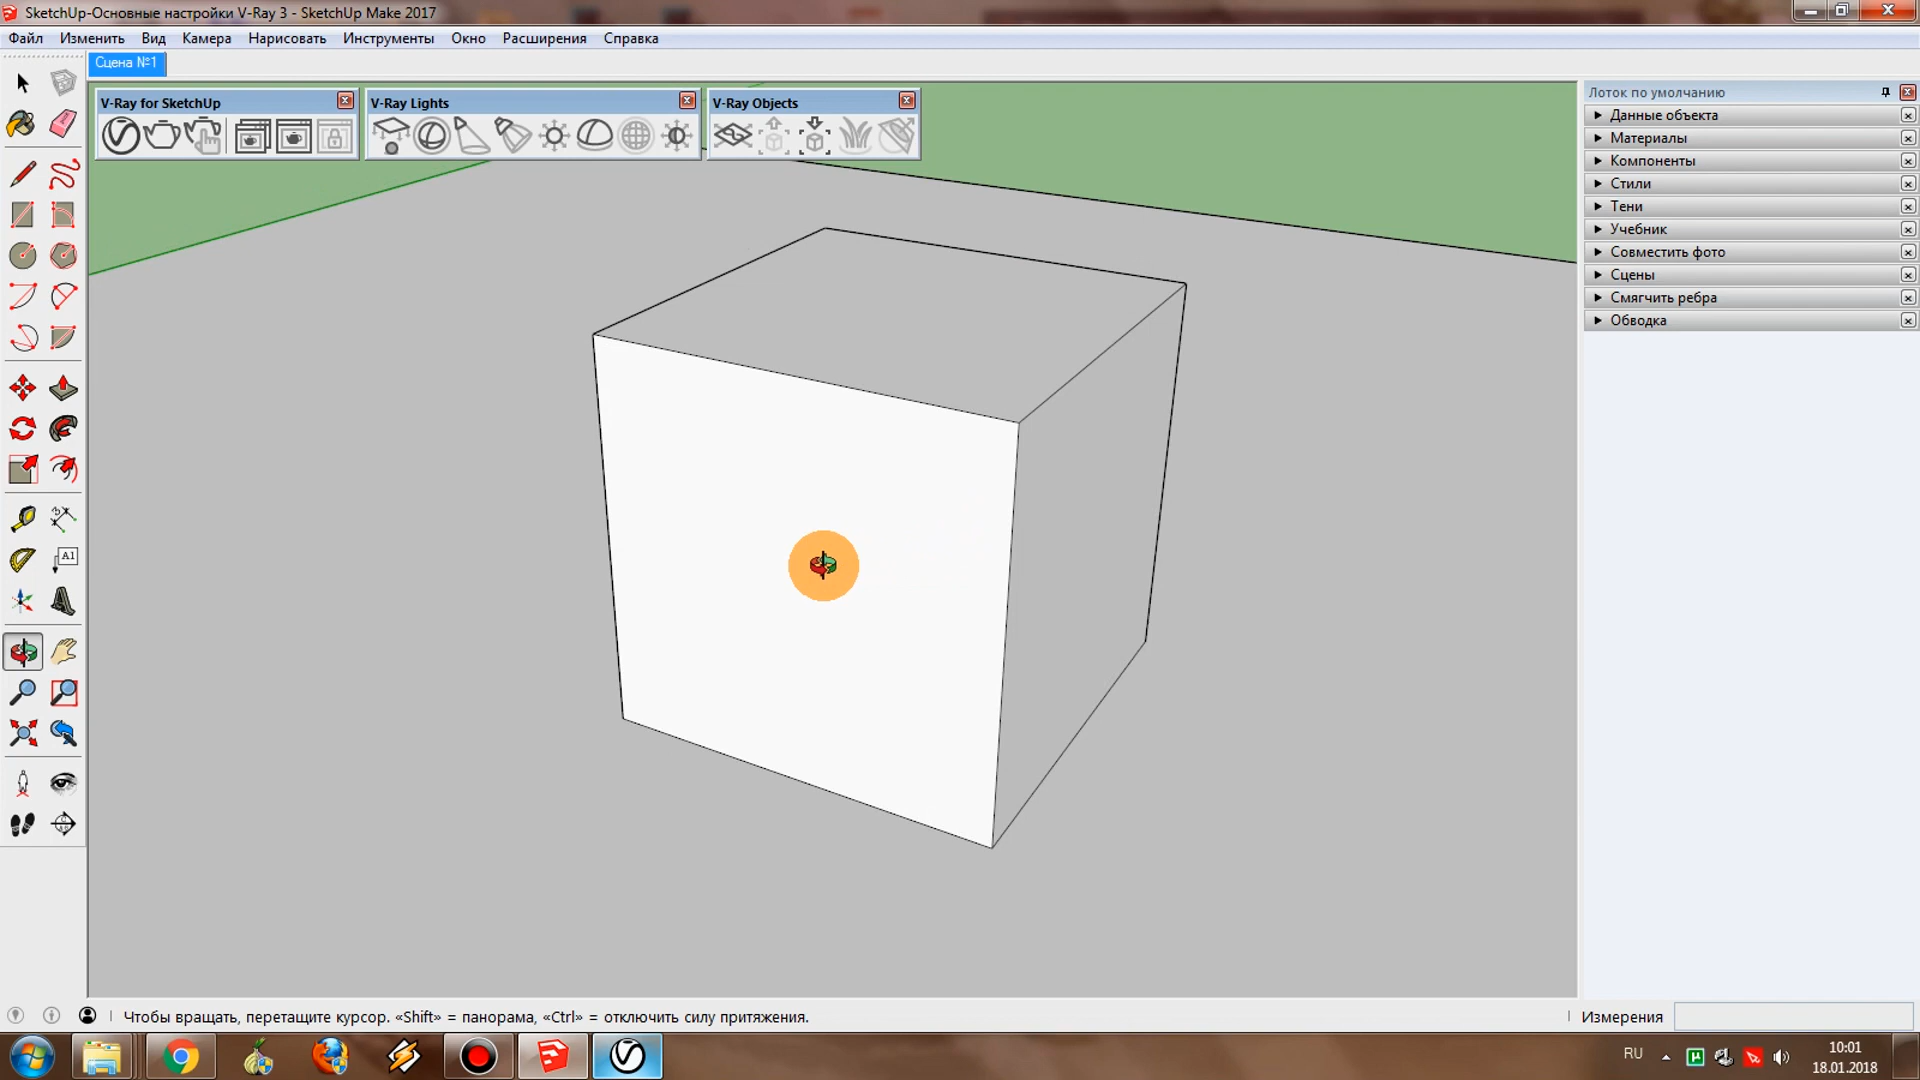 SketchUp-Основные настройки V-Ray 3 - SketchUp Make 2017
Файл Изменить Вид Камера Нарисовать Инструменты Окно Расширения Справка
Сцена №1
V-Ray for SketchUp
V-Ray Lights
V-Ray Objects
Лоток по умолчанию
Данные объекта
Материалы
Компоненты
Стили
Тени
Учебник
Совместить фото
Сцены
Смягчить ребра
Обводка
A1
Чтобы вращать, перетащите курсор. «Shift» = панорама, «Ctrl» = отключить силу притяжения.
Измерения
RU
10:01
18.01.2018